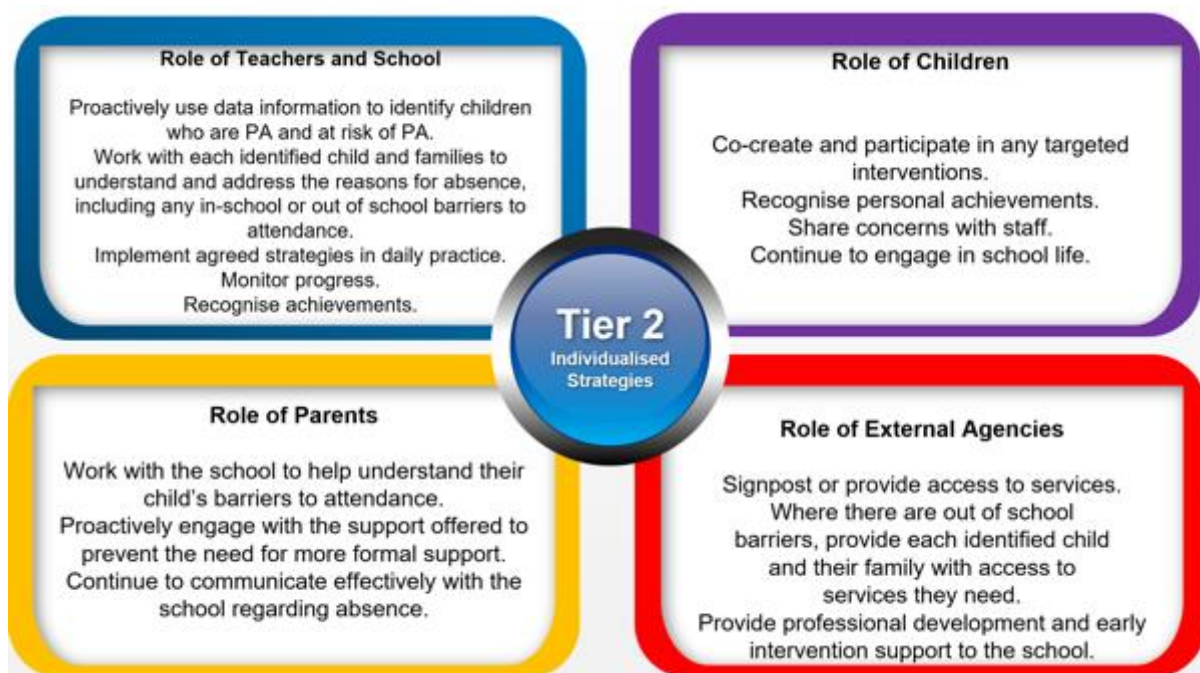 Role of Teachers and School
Proactively use data information to identify children
who are PA and at risk of PA.
Work with each identified child and families to
understand and address the reasons for absence,
including any in-school or out of school barriers to
attendance.
Implement agreed strategies in daily practice.
Monitor progress.
Recognise achievements.
Role of Children
Co-create and participate in any targeted
interventions.
Recognise personal achievements.
Share concerns with staff.
Continue to engage in school life.
Tier 2
Individualised
Strategies
Role of Parents
Work with the school to help understand their
child's barriers to attendance.
Proactively engage with the support offered to
prevent the need for more formal support.
Continue to communicate effectively with the
school regarding absence.
Role of External Agencies
Signpost or provide access to services.
Where there are out of school
barriers, provide each identified child
and their family with access to
services they need.
Provide professional development and early
intervention support to the school.